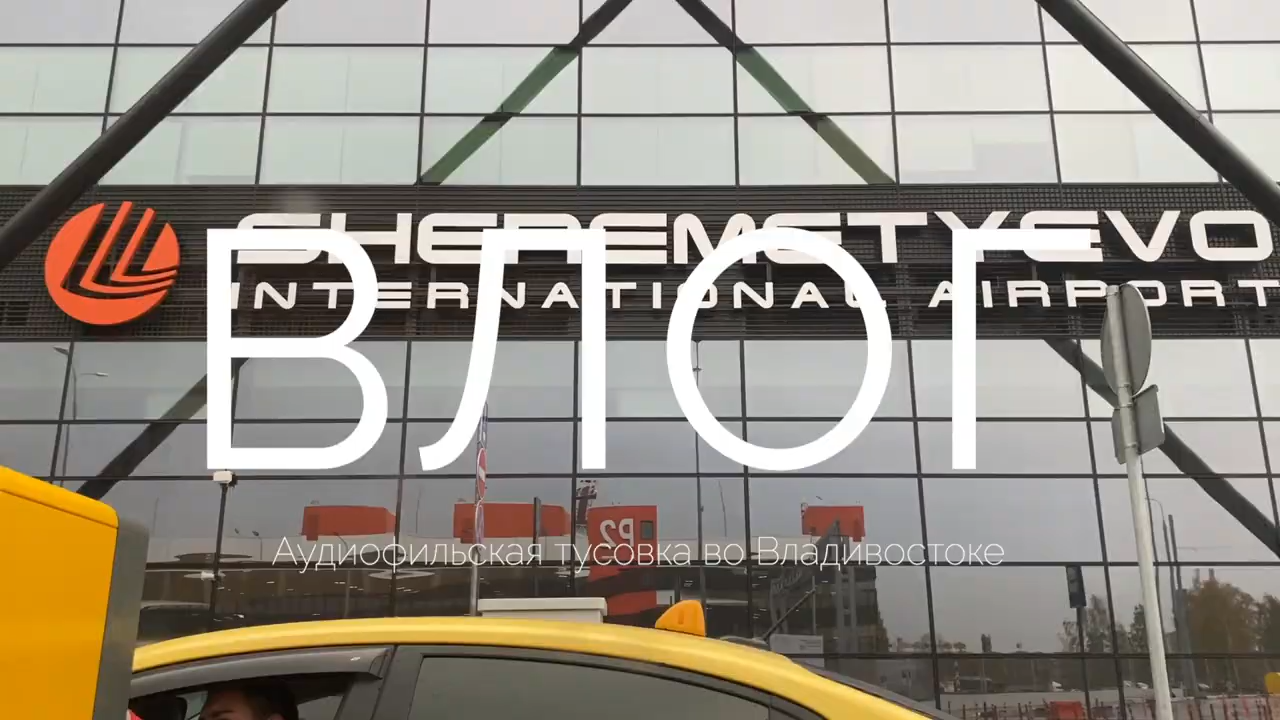 SHEREMETYEVO
INTERNATIONAL AIRPORT
ВЛОГ
P2
Аудиофильская тусовка во Владивостоке